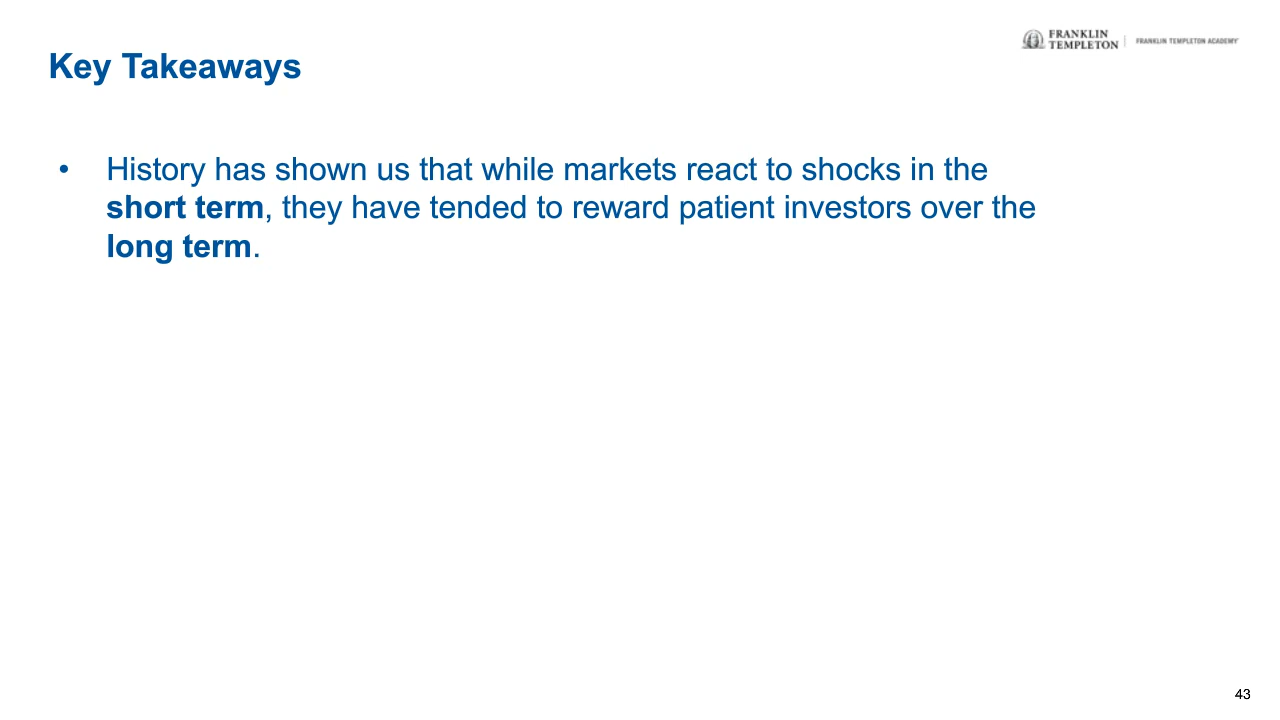 FRANKLIN
TEMPLETON
FRANKLIN TEMPLETON ACADEMY
Key Takeaways
• History has shown us that while markets react to shocks in the
short term, they have tended to reward patient investors over the
long term.
43